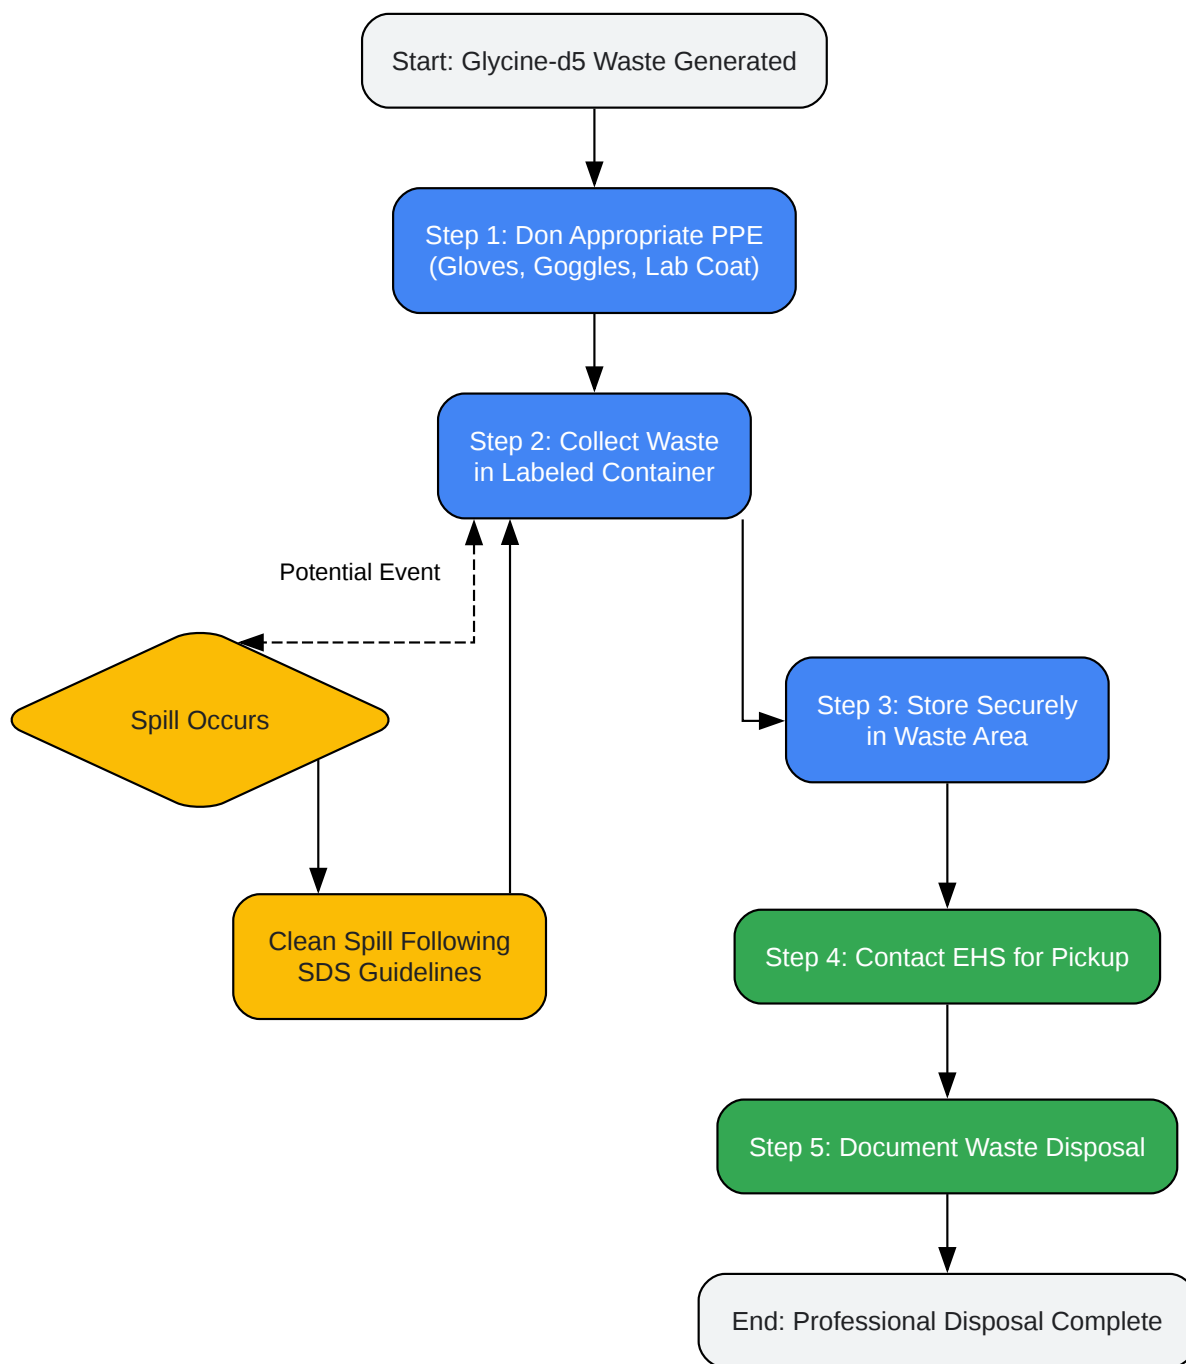 Start: Glycine-d5 Waste Generated
Step 1: Don Appropriate PPE
(Gloves, Goggles, Lab Coat)
Step 2: Collect Waste
in Labeled Container
Potential Event
Spill Occurs
Clean Spill Following
SDS Guidelines
Step 3: Store Securely
in Waste Area
Step 4: Contact EHS for Pickup
Step 5: Document Waste Disposal
End: Professional Disposal Complete